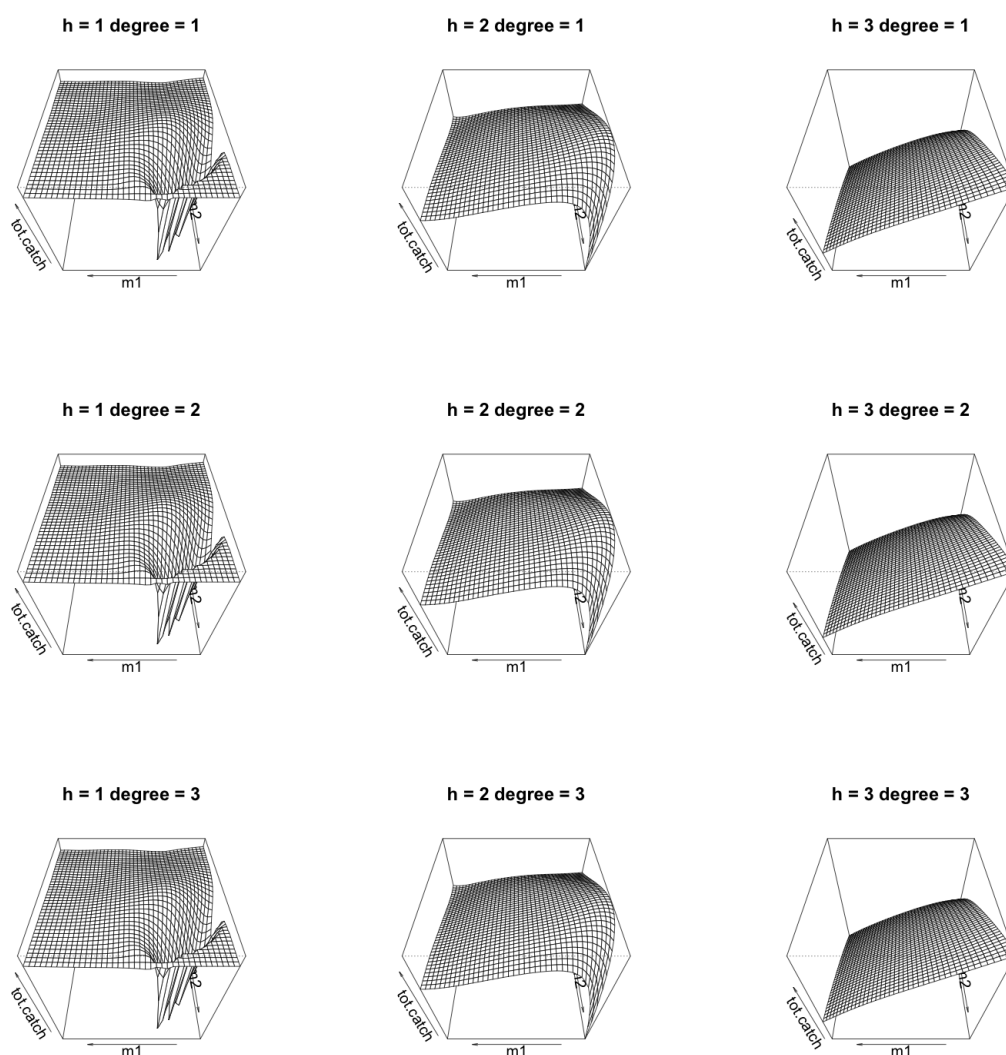 h = 1 degree = 1
h = 2 degree = 1
h = 3 degree = 1
tot.catch
m1
tot.catch
m1
tot.catch
m1
h = 1 degree = 2
h = 2 degree = 2
h = 3 degree = 2
tot.catch
m1
tot.catch
m1
tot.catch
m1
h = 1 degree = 3
h = 2 degree = 3
h = 3 degree = 3
tot.catch
m1
tot.catch
m1
tot.catch
m1